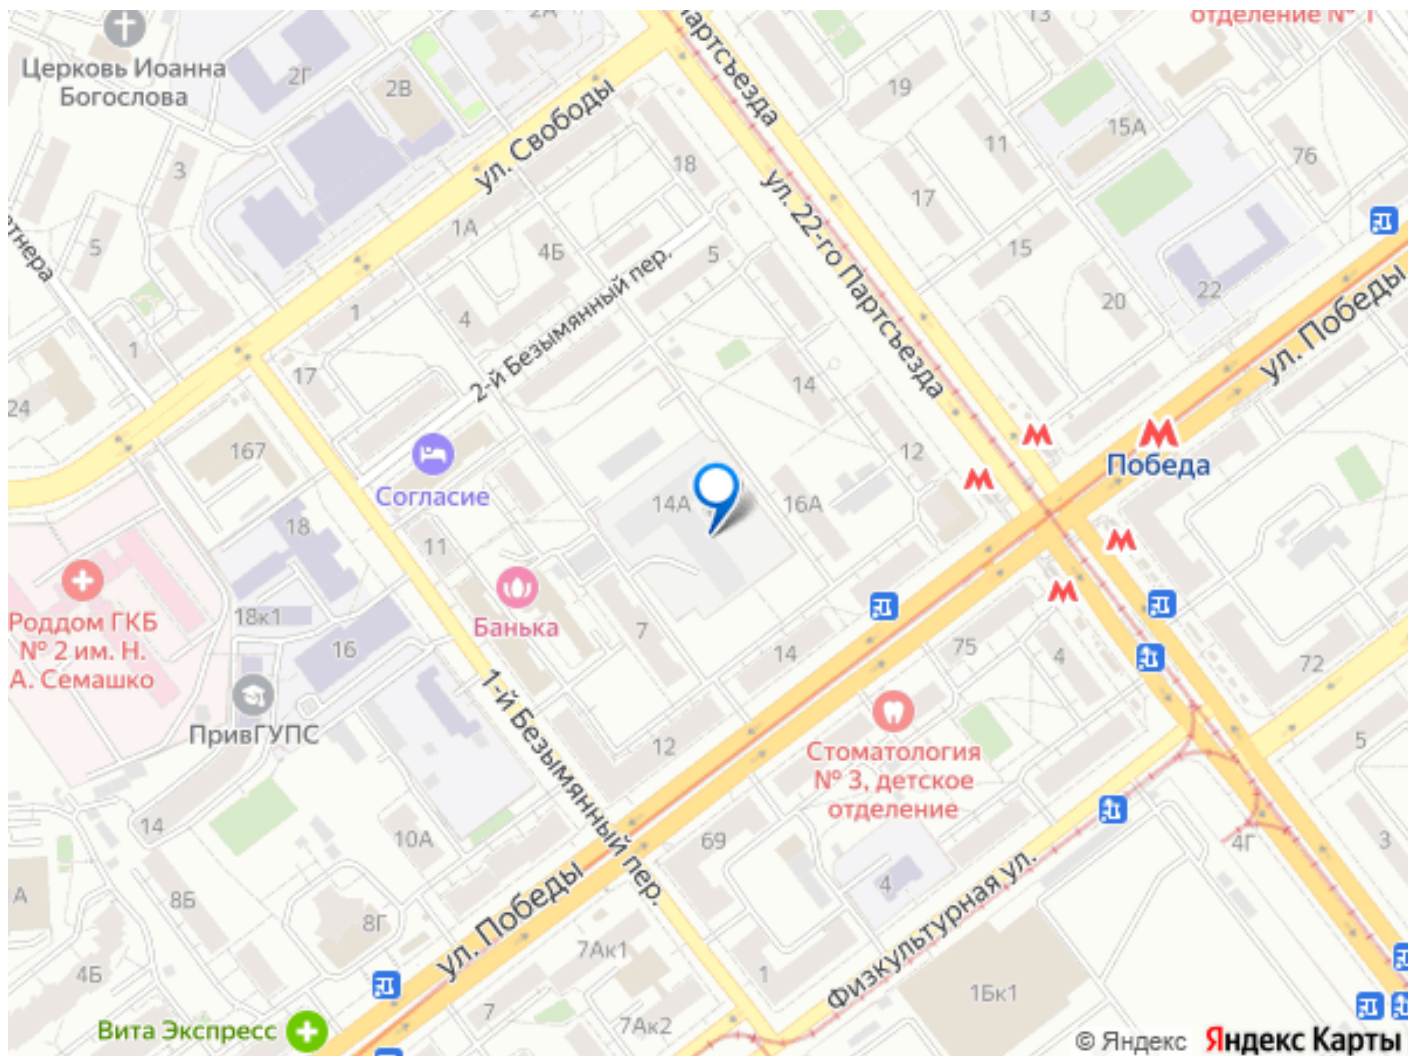 отделение № 1
13
2А
Партсъезда
Церковь Иоанна
Богослова
2Г
2В
19
ул. Свободы
15А
11
76
3
18
17
ул. 22-го Партсъезда
5
1А
4Б
5
15
2-й Безымянный пер.
22
20
ул. Победы
1
4
1
17
14
24
167
12
Победа
Согласие
14А
16А
18
11
Роддом ГКБ
№ 2 им. Н.
А. Семашко
18к1
16
Банька
7
14
75
4
72
ПривГУПС
1-й Безымянный пер.
12
Стоматология
№ 3, детское
отделение
5
14
10А
69
4Г
3
4
А
8Б
8Г
ул. Победы
Физкультурная ул.
7Ак1
4Б
1
1Бк1
7
7Ак2
Вита Экспресс
© Яндекс Яндекс Карты